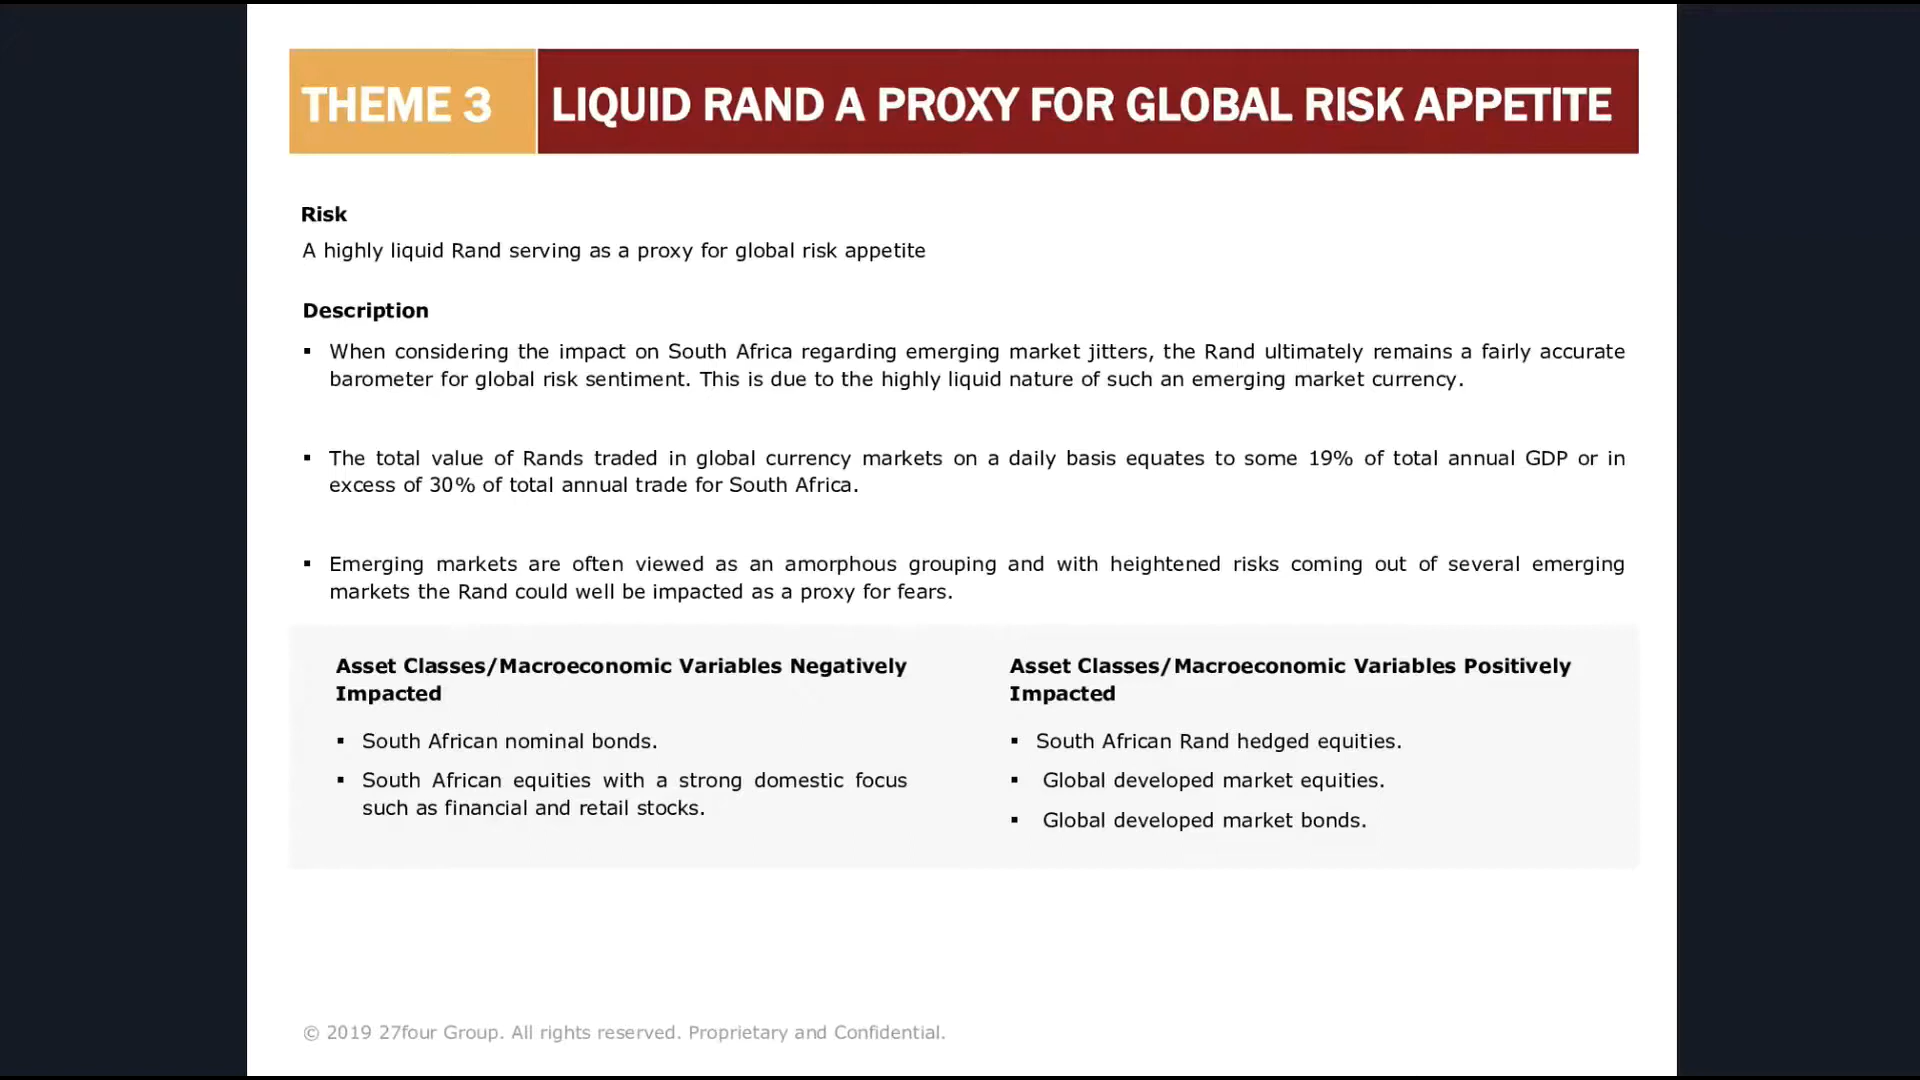 THEME 3
LIQUID RAND A PROXY FOR GLOBAL RISK APPETITE
Risk
A highly liquid Rand serving as a proxy for global risk appetite
Description
▪ When considering the impact on South Africa regarding emerging market jitters, the Rand ultimately remains a fairly accurate
barometer for global risk sentiment. This is due to the highly liquid nature of such an emerging market currency.
▪ The total value of Rands traded in global currency markets on a daily basis equates to some 19% of total annual GDP or in
excess of 30% of total annual trade for South Africa.
▪ Emerging markets are often viewed as an amorphous grouping and with heightened risks coming out of several emerging
markets the Rand could well be impacted as a proxy for fears.
Asset Classes/Macroeconomic Variables Negatively
Impacted
▪ South African nominal bonds.
▪ South African equities with a strong domestic focus
such as financial and retail stocks.
Asset Classes/Macroeconomic Variables Positively
Impacted
▪ South African Rand hedged equities.
▪ Global developed market equities.
▪ Global developed market bonds.
© 2019 27four Group. All rights reserved. Proprietary and Confidential.